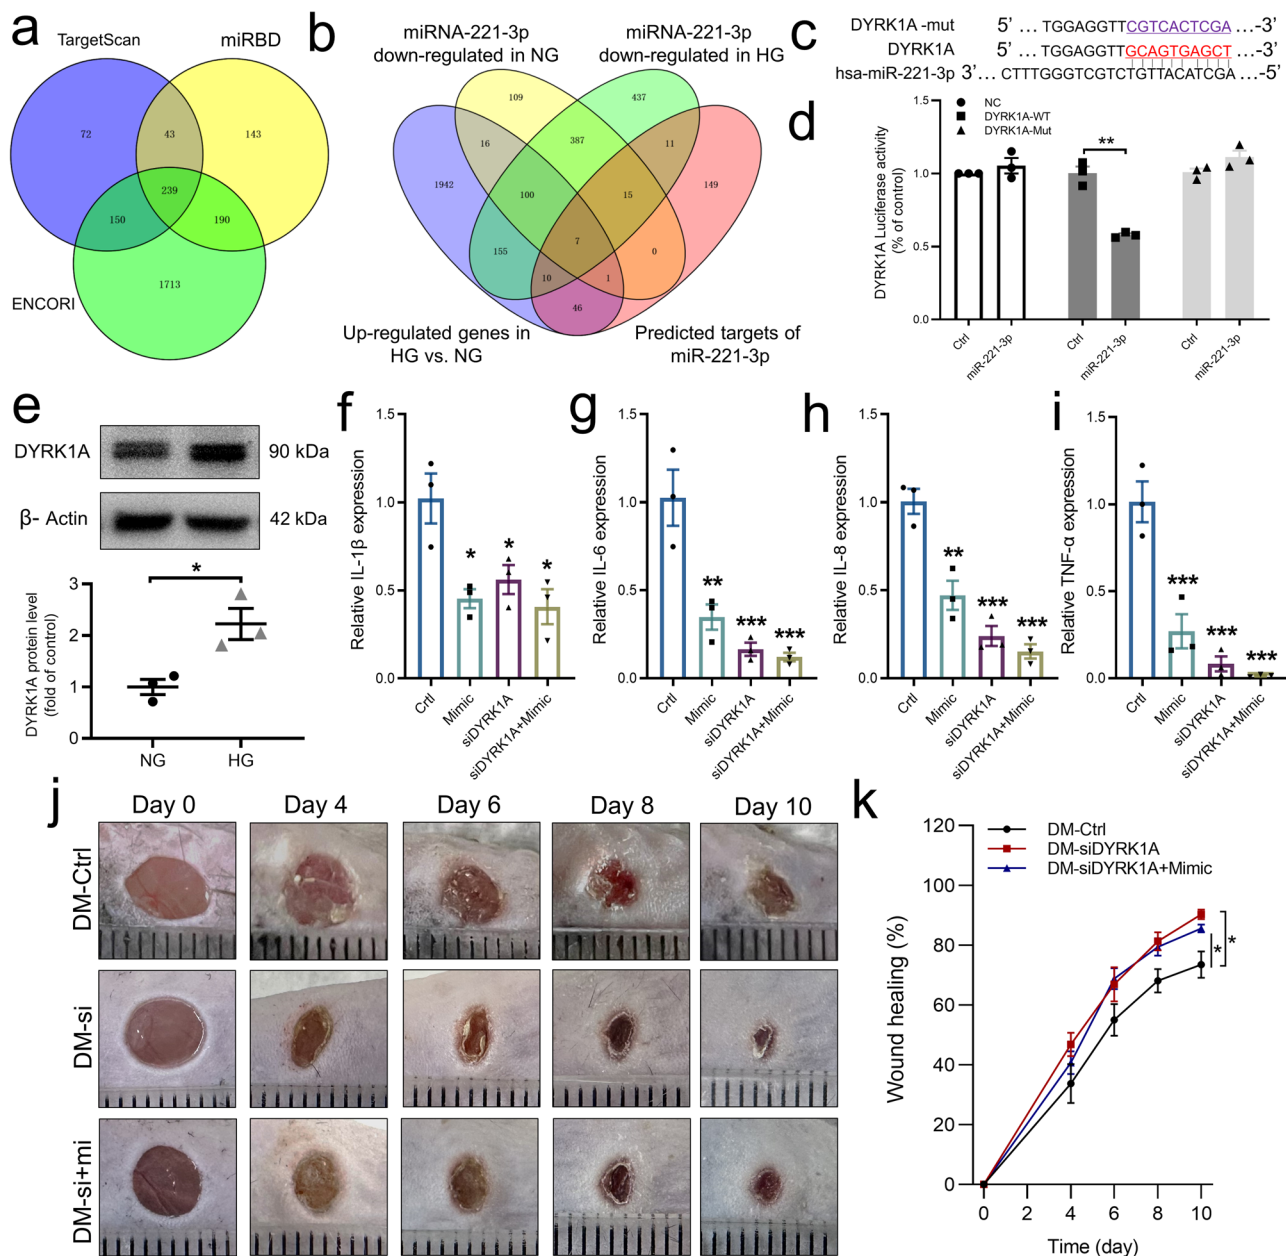 a
TargetScan
miRBD
72
43
143
239
150
190
1713
ENCORI
b
miRNA-221-3p
down-regulated in NG
miRNA-221-3p
down-regulated in HG
109
437
16
387
11
1942
100
15
149
7
155
0
10
1
46
Up-regulated genes in
HG vs. NG
Predicted targets of
miR-221-3p
c
DYRK1A -mut 5' ... TGGAGGTTCGTCACTCGA ...-3'
DYRK1A 5' ... TGGAGGTTGCAGTGAGCT ...-3'
hsa-miR-221-3p 3'... CTTTGGGTCGTCTGTTACATCGA ...-5'
d
NC
DYRK1A-WT
DYRK1A-Mut
**
DYRK1A Luciferase activity
(% of control)
1.5
1.0
0.5
0.0
Ctrl
miR-221-3p
Ctrl
miR-221-3p
Ctrl
miR-221-3p
e
DYRK1A
90 kDa
β- Actin
42 kDa
*
DYRK1A protein level
(fold of control)
3
2
1
0
NG
HG
f
Relative IL-1β expression
1.5
1.0
0.5
0.0
*
*
*
Crtl
Mimic
siDYRK1A
siDYRK1A+Mimic
g
Relative IL-6 expression
1.5
1.0
0.5
0.0
**
***
***
Crtl
Mimic
siDYRK1A
siDYRK1A+Mimic
h
Relative IL-8 expression
1.5
1.0
0.5
0.0
**
***
***
Crtl
Mimic
siDYRK1A
siDYRK1A+Mimic
i
Relative TNF-α expression
1.5
1.0
0.5
0.0
***
***
***
Crtl
Mimic
siDYRK1A
siDYRK1A+Mimic
j
Day 0
Day 4
Day 6
Day 8
Day 10
DM-Ctrl
DM-si
DM-si+mi
k
DM-Ctrl
DM-siDYRK1A
DM-siDYRK1A+Mimic
Wound healing (%)
120
100
80
60
40
20
0
*
*
0
2
4
6
8
10
Time (day)